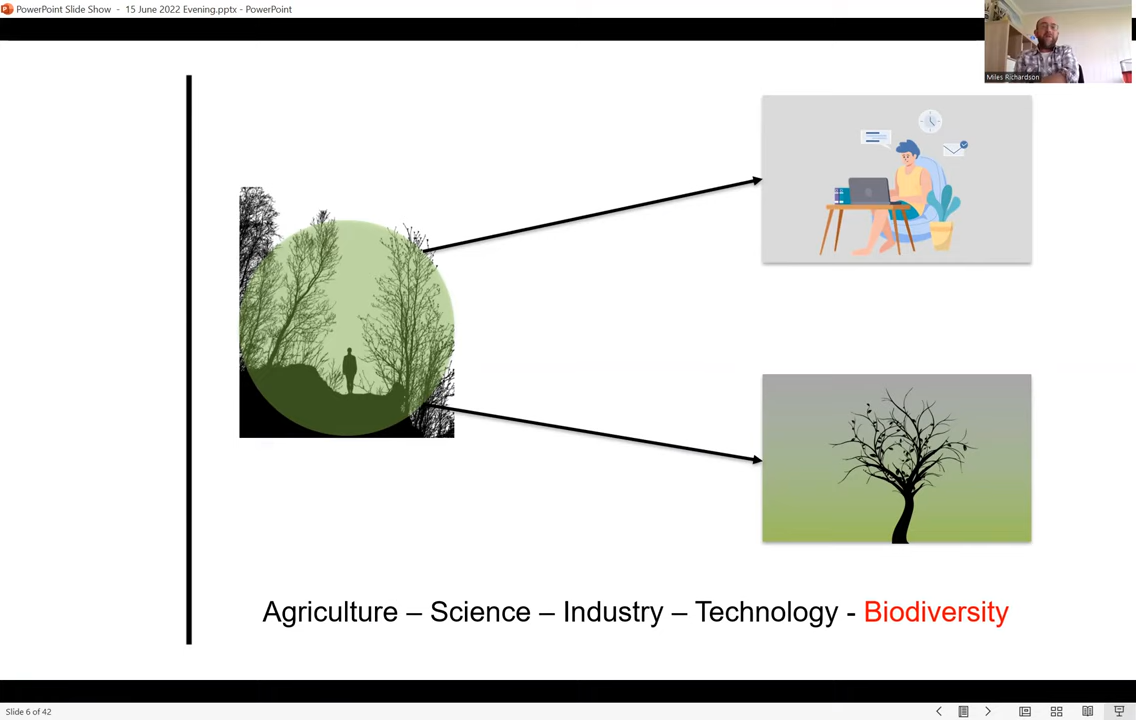 PowerPoint Slide Show - 15 June 2022 Evening.pptx - PowerPoint
Miles Richardson
Agriculture – Science – Industry – Technology - Biodiversity
Slide 6 of 42